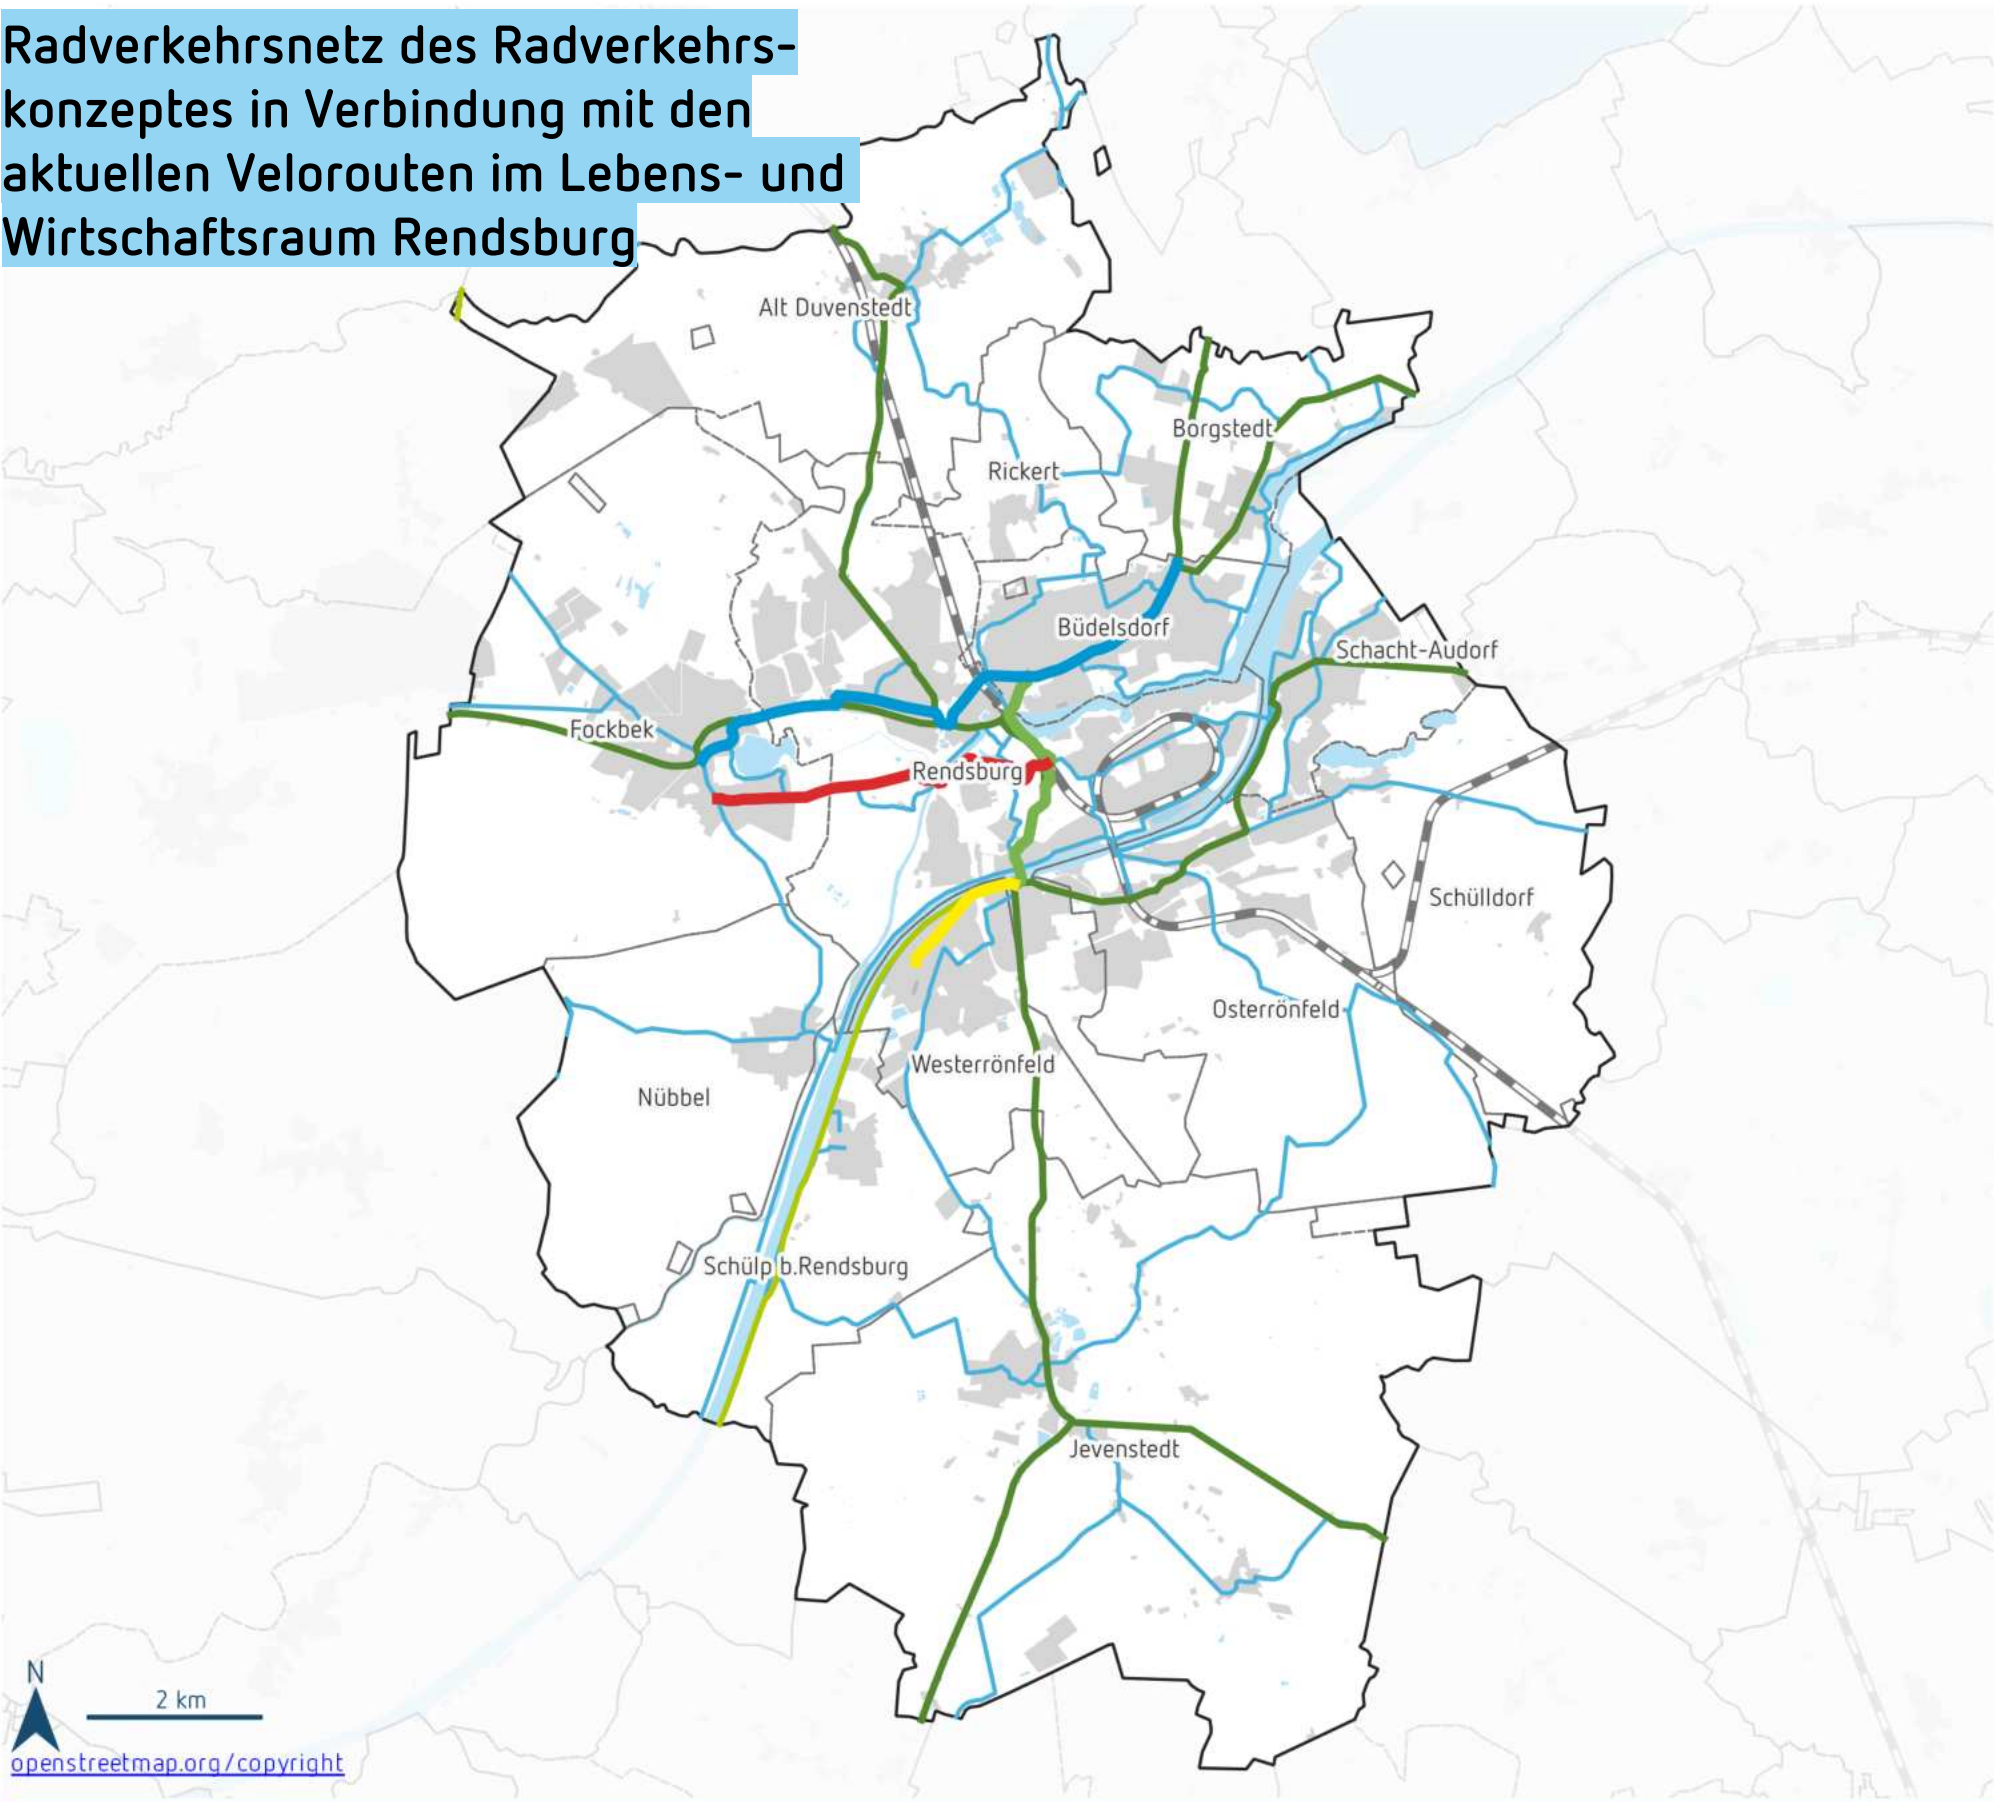 Radverkehrsnetz des Radverkehrs-
konzeptes in Verbindung mit den
aktuellen Velorouten im Lebens- und
Wirtschaftsraum Rendsburg
Alt Duvenstedt
Borgstedt
Rickert
Büdelsdorf
Schacht-Audorf
Fockbek
Rendsburg
Schülldorf
Osterrönfeld
Westerrönfeld
Nübbel
Schülp b.Rendsburg
Jevenstedt
N
2 km
openstreetmap.org/copyright